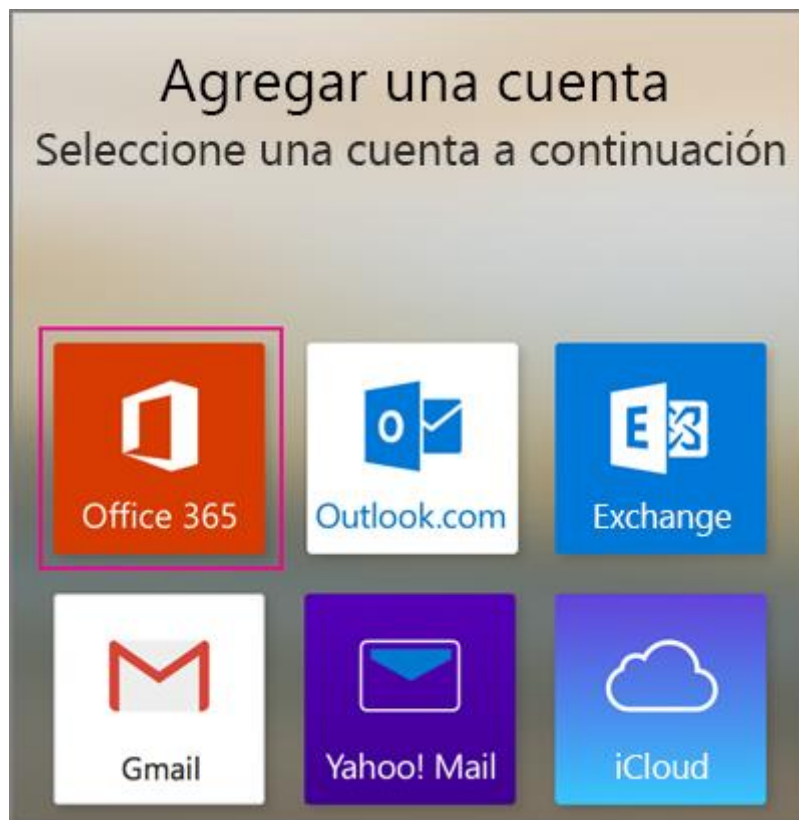 Agregar una cuenta
Seleccione una cuenta a continuación
Office 365
Outlook.com
Exchange
Gmail
Yahoo! Mail
iCloud